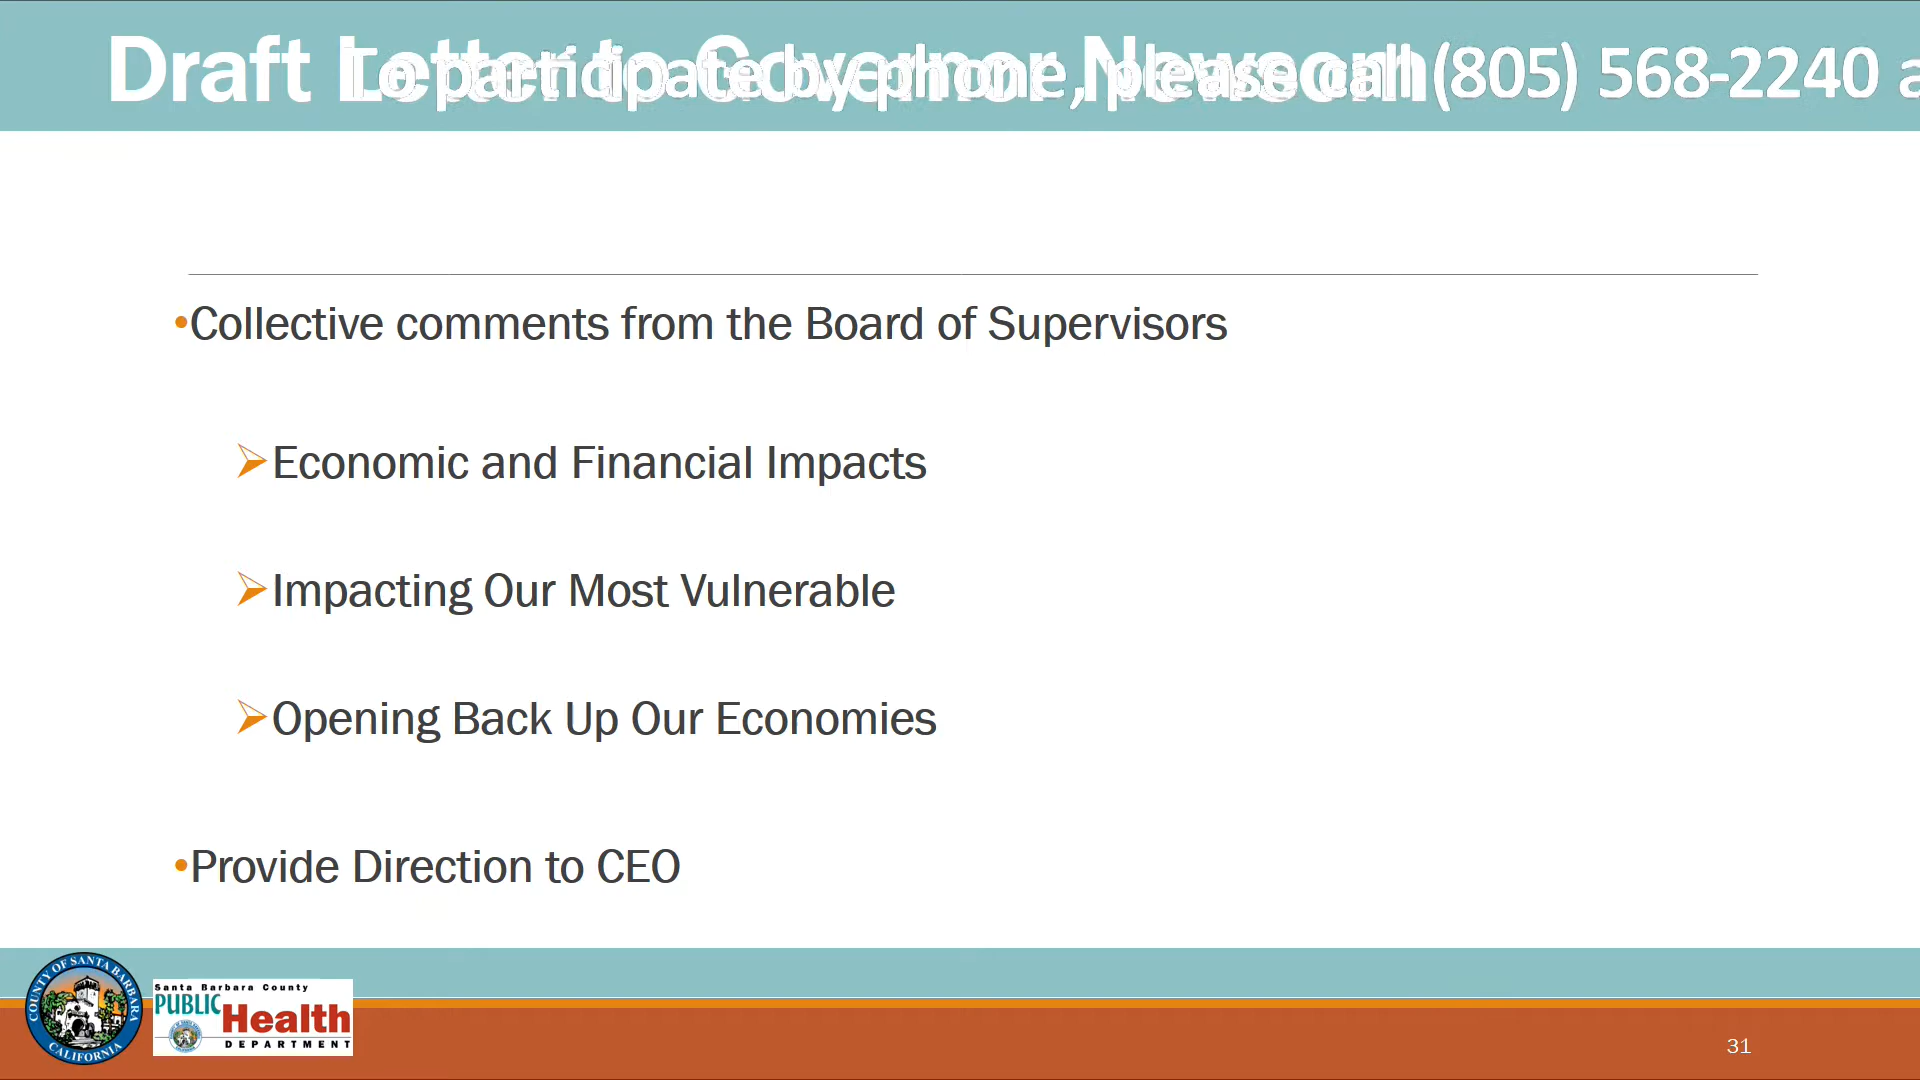 Draft Letter to Governor Newsom
To participate by phone, please call (805) 568-2240 a
•Collective comments from the Board of Supervisors
➢Economic and Financial Impacts
➢Impacting Our Most Vulnerable
➢Opening Back Up Our Economies
•Provide Direction to CEO
COUNTY OF SANTA BARBARA
CALIFORNIA
Santa Barbara County
PUBLIC
Health
DEPARTMENT
31